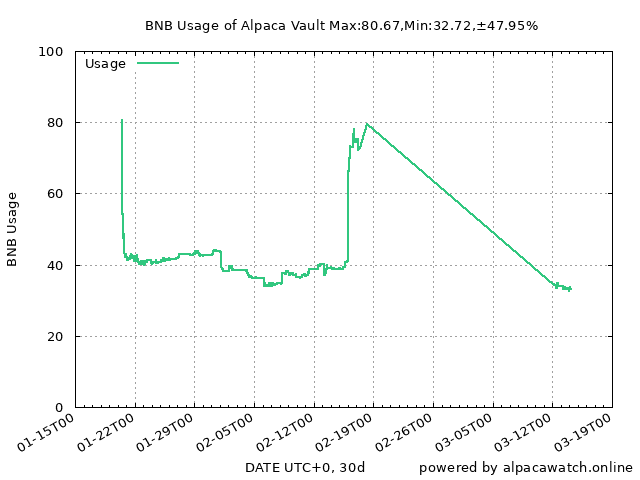 BNB Usage of Alpaca Vault Max:80.67,Min:32.72,±47.95%
Usage
BNB Usage
100
80
60
40
20
0
01-15T00 01-22T00 01-29T00 02-05T00 02-12T00 02-19T00 02-26T00 03-05T00 03-12T00 03-19T00
DATE UTC+0, 30d powered by alpacawatch.online